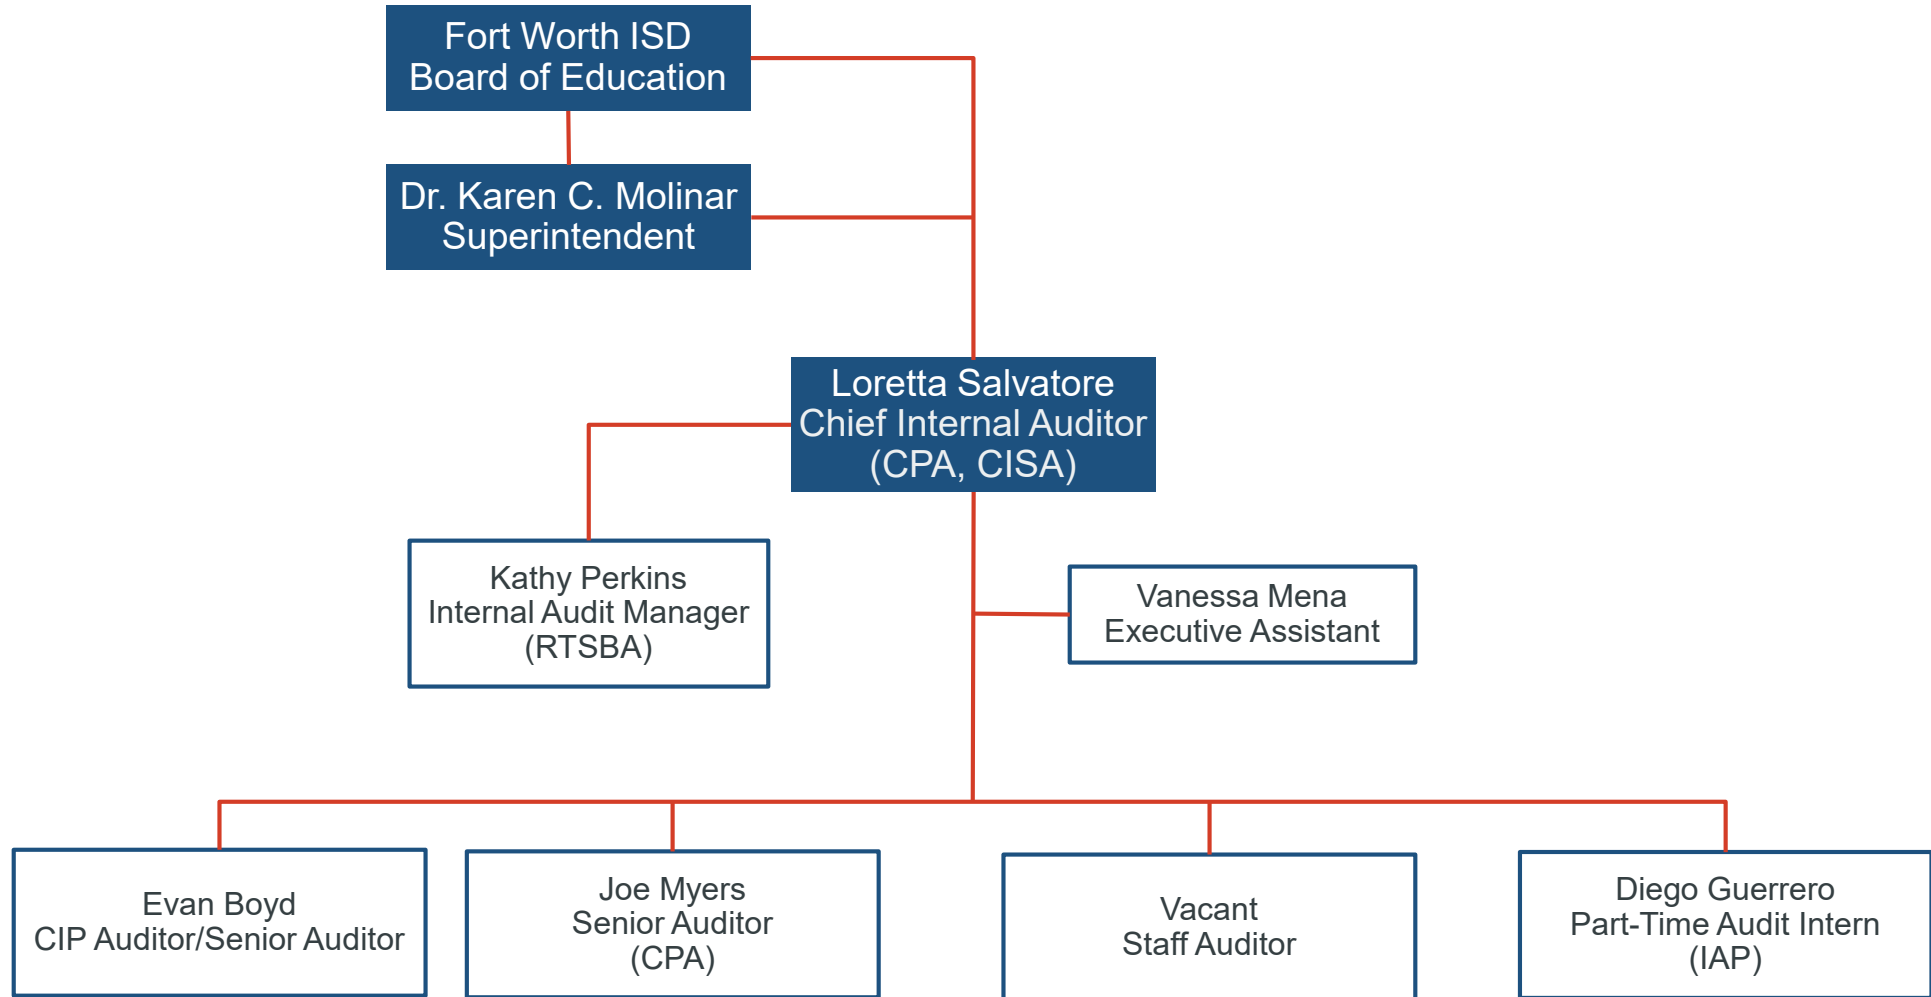 Fort Worth ISD
Board of Education
Dr. Karen C. Molinar
Superintendent
Loretta Salvatore
Chief Internal Auditor
(CPA, CISA)
Kathy Perkins
Internal Audit Manager
(RTSBA)
Vanessa Mena
Executive Assistant
Evan Boyd
CIP Auditor/Senior Auditor
Joe Myers
Senior Auditor
(CPA)
Vacant
Staff Auditor
Diego Guerrero
Part-Time Audit Intern
(IAP)